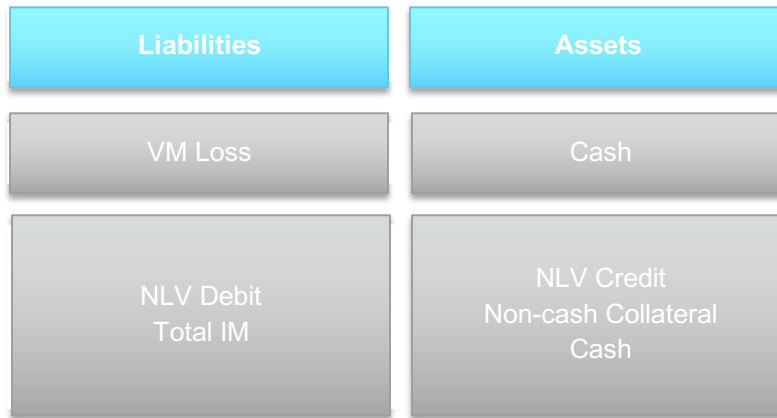 Liabilities
Assets
VM Loss
Cash
NLV Debit
Total IM
NLV Credit
Non-cash Collateral
Cash